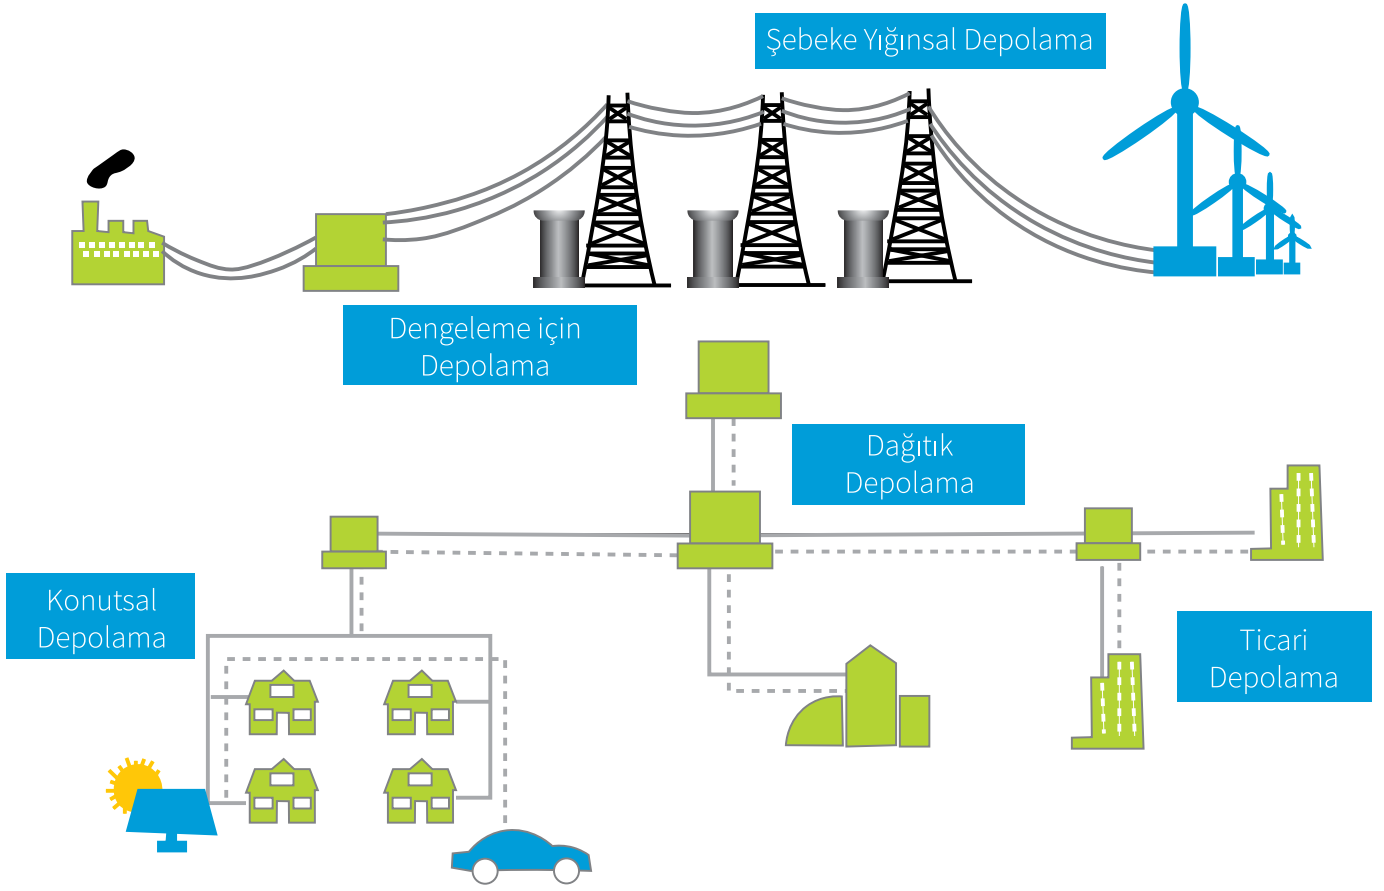 Şebeke Yığınsal Depolama
Dengeleme için
Depolama
Dağıtık
Depolama
Konutsal
Depolama
Ticari
Depolama